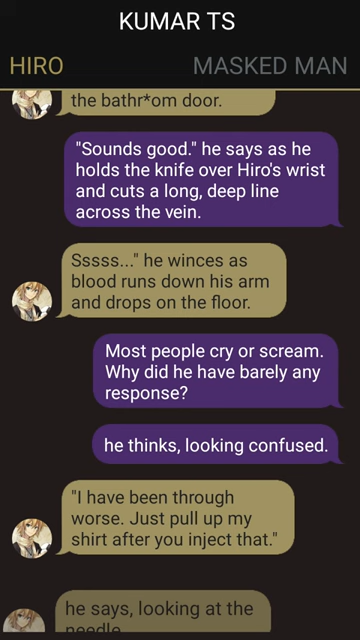 KUMAR TS
HIRO
MASKED MAN
the bathr*om door.
"Sounds good." he says as he
holds the knife over Hiro's wrist
and cuts a long, deep line
across the vein.
Sssss..." he winces as
blood runs down his arm
and drops on the floor.
Most people cry or scream.
Why did he have barely any
response?
he thinks, looking confused.
"I have been through
worse. Just pull up my
shirt after you inject that."
he says, looking at the
needle